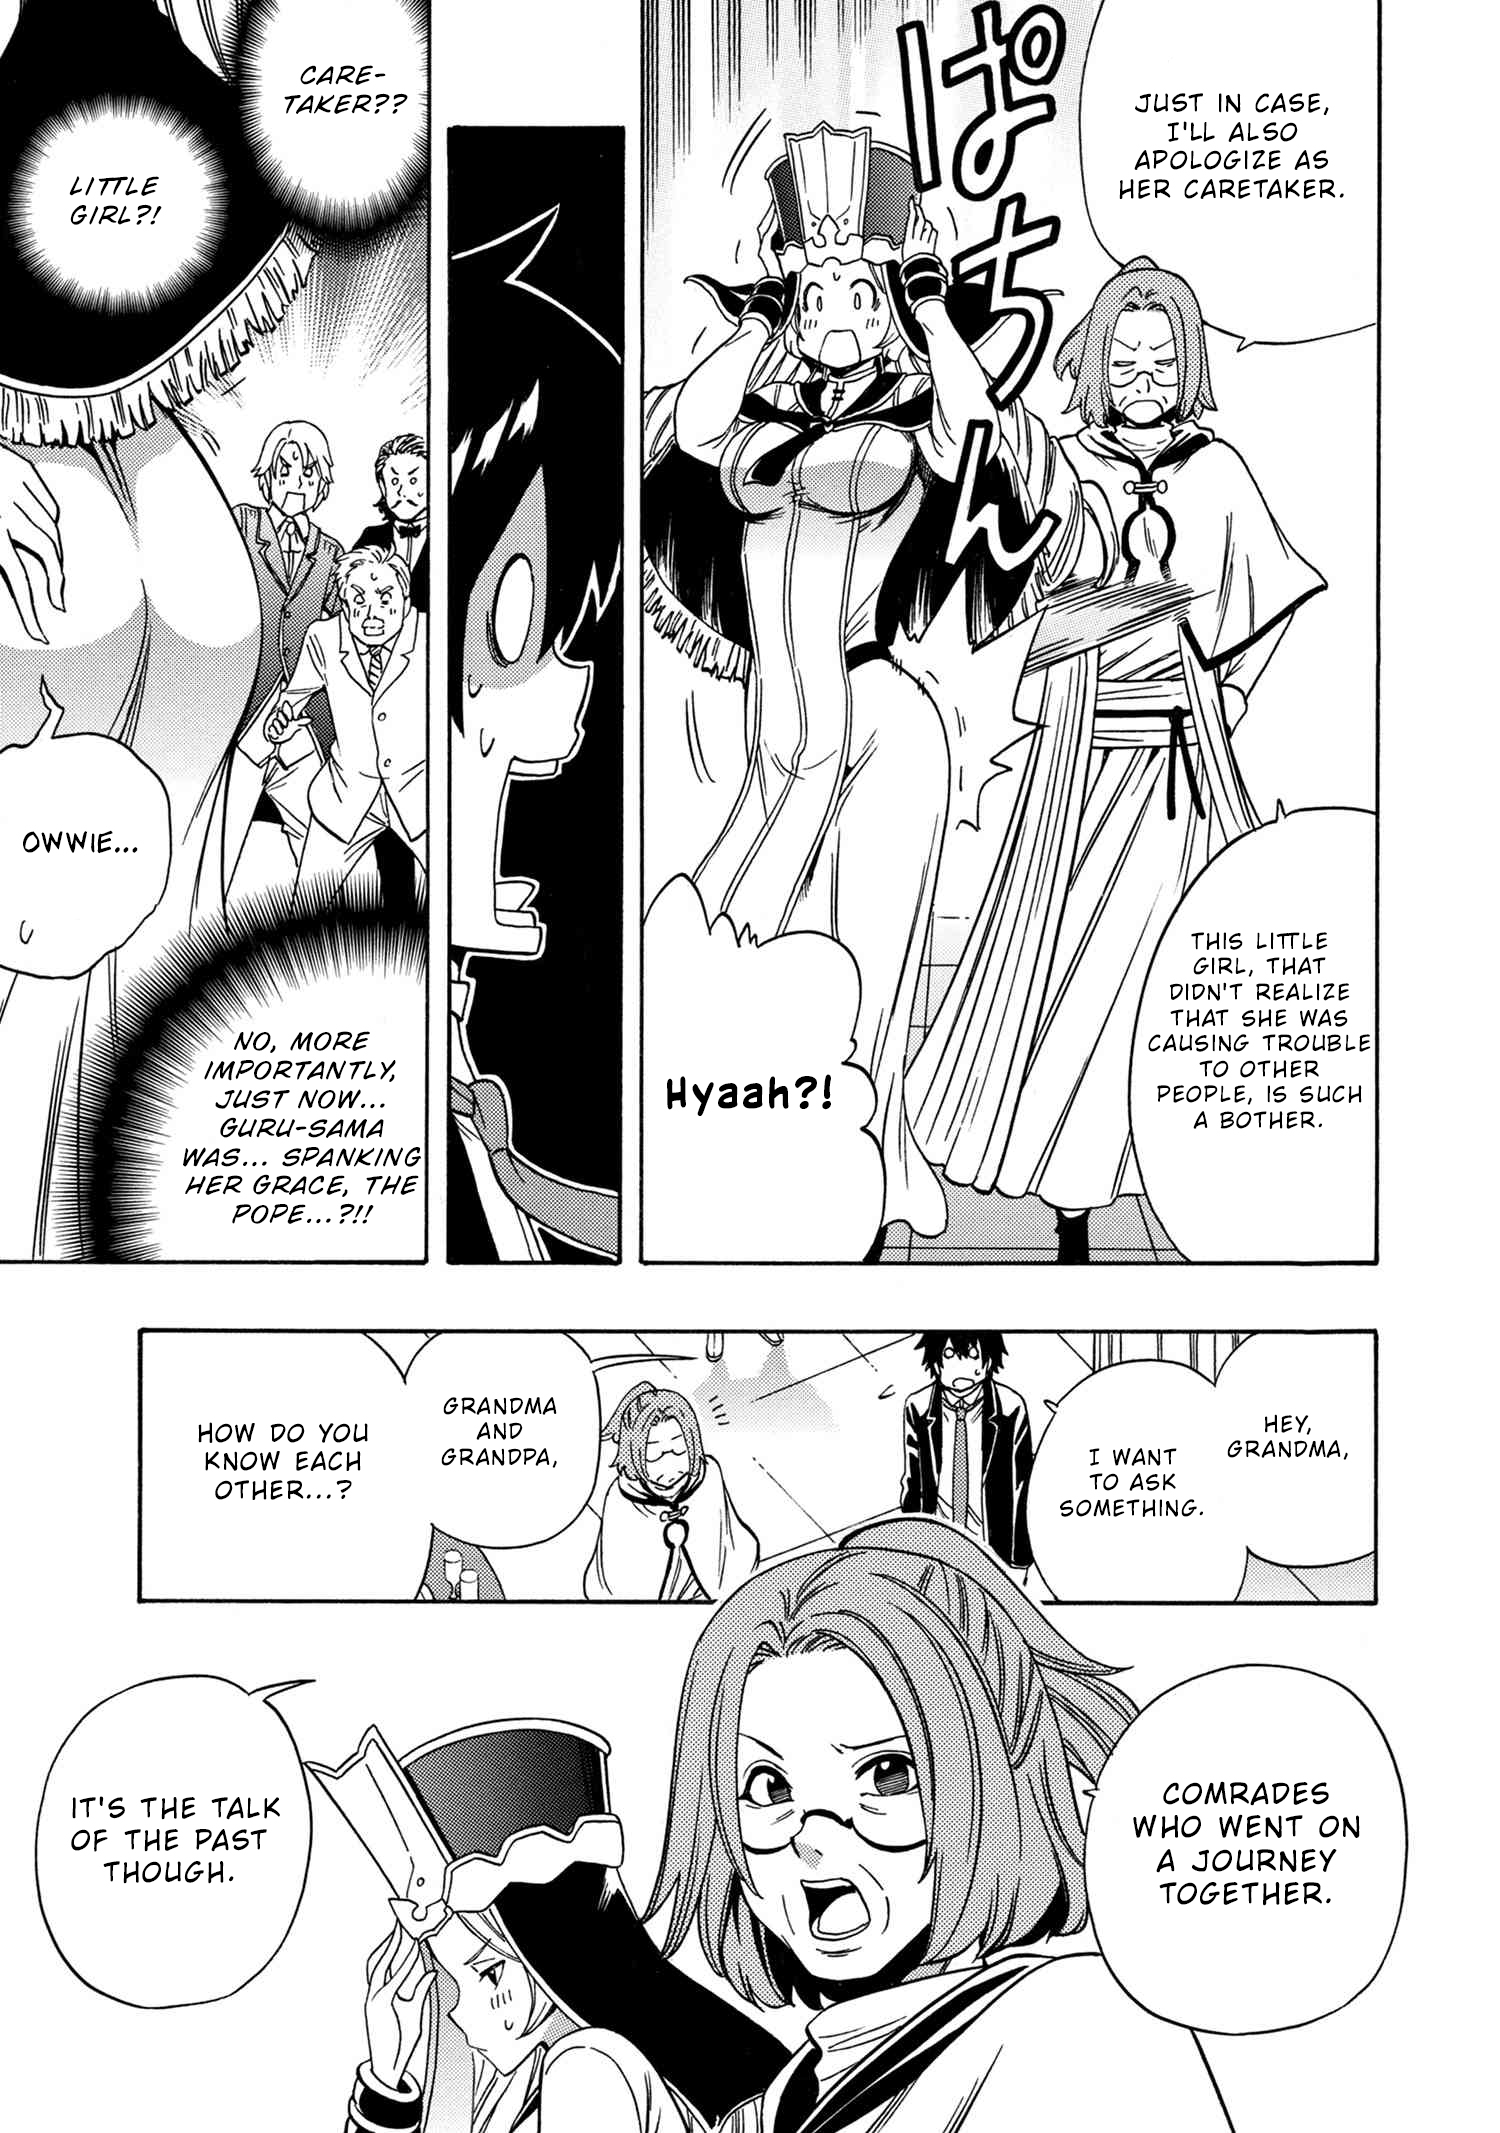 JUST IN CASE,
I'LL ALSO
APOLOGIZE AS
HER CARETAKER.
ぱちん
THIS LITTLE
GIRL, THAT
DIDN'T REALIZE
THAT SHE WAS
CAUSING TROUBLE
TO OTHER
PEOPLE, IS SUCH
A BOTHER.
Hyaah?!
CARE-
TAKER??
LITTLE
GIRL?!
OWWIE...
NO, MORE
IMPORTANTLY,
JUST NOW...
GURU-SAMA
WAS... SPANKING
HER GRACE, THE
POPE...?!!
HEY,
GRANDMA,
I WANT
TO ASK
SOMETHING.
GRANDMA
AND
GRANDPA,
HOW DO YOU
KNOW EACH
OTHER...?
COMRADES
WHO WENT ON
A JOURNEY
TOGETHER.
IT'S THE TALK
OF THE PAST
THOUGH.